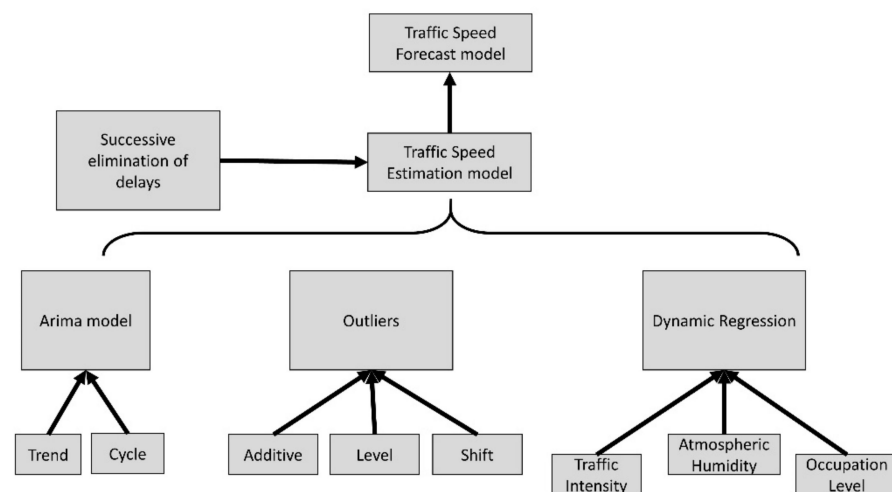 Traffic Speed
Forecast model
Successive
elimination of
delays
Traffic Speed
Estimation model
Arima model
Outliers
Dynamic Regression
Trend
Cycle
Additive
Level
Shift
Traffic
Intensity
Atmospheric
Humidity
Occupation
Level